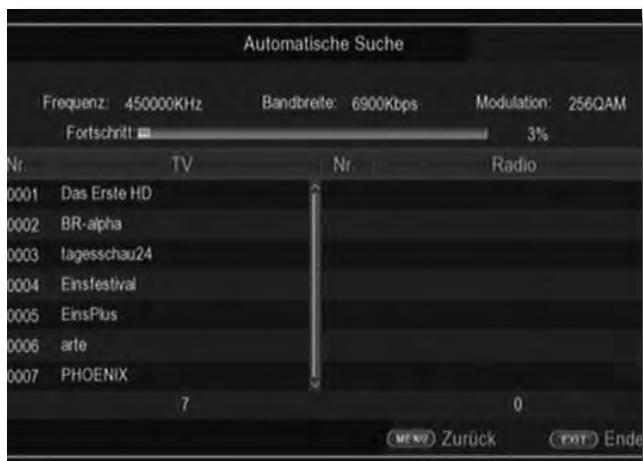 Automatische Suche
Frequenz: 450000KHz Bandbreite: 6900Kbps Modulation: 256QAM
Fortschritt 3%
Nr. TV Nr. Radio
0001 Das Erste HD
0002 BR-alpha
0003 tagesschau24
0004 Einsfestival
0005 EinsPlus
0006 arte
0007 PHOENIX
7 0
MENU Zurück EXIT Ende